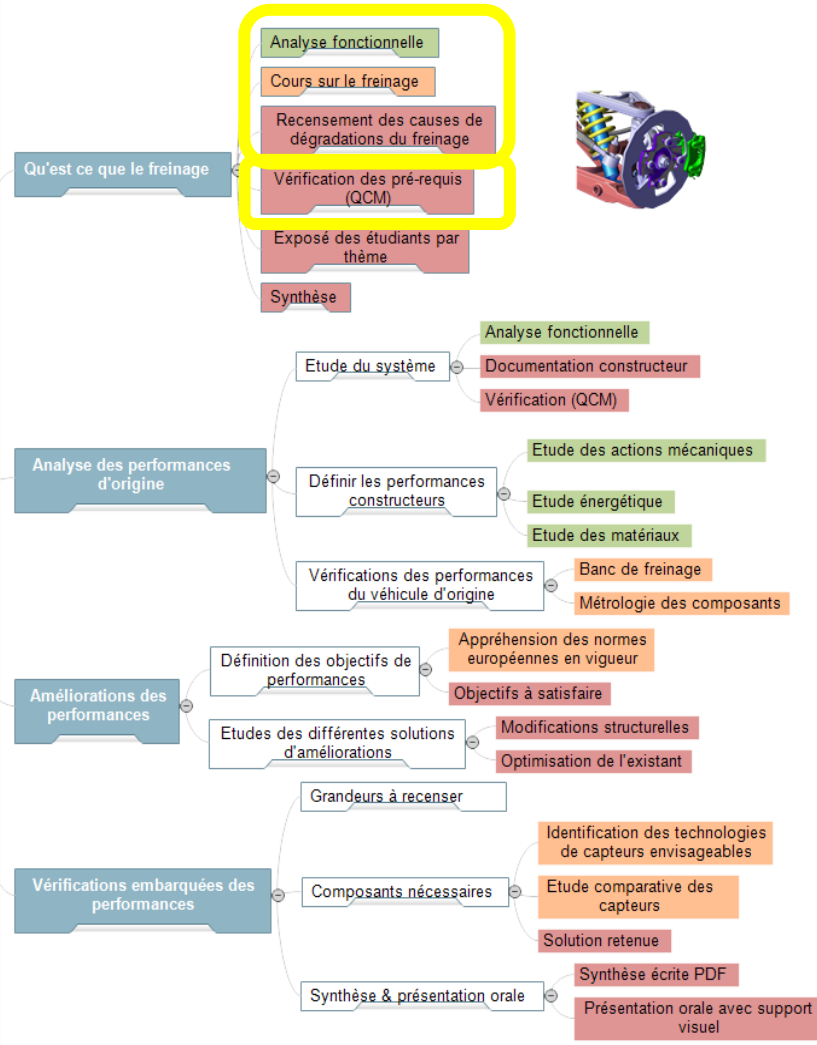 Analyse fonctionnelle
Cours sur le freinage
Recensement des causes de
dégradations du freinage
Qu'est ce que le freinage
Vérification des pré-requis
(QCM)
Exposé des étudiants par
thème
Synthèse
Analyse des performances
d'origine
Etude du système
Analyse fonctionnelle
Documentation constructeur
Vérification (QCM)
Définir les performances
constructeurs
Etude des actions mécaniques
Etude énergétique
Etude des matériaux
Vérifications des performances
du véhicule d'origine
Banc de freinage
Métrologie des composants
Améliorations des
performances
Définition des objectifs de
performances
Appréhension des normes
européennes en vigueur
Objectifs à satisfaire
Etudes des différentes solutions
d'améliorations
Modifications structurelles
Optimisation de l'existant
Vérifications embarquées des
performances
Grandeurs à recenser
Composants nécessaires
Identification des technologies
de capteurs envisageables
Etude comparative des
capteurs
Solution retenue
Synthèse & présentation orale
Synthèse écrite PDF
Présentation orale avec support
visuel